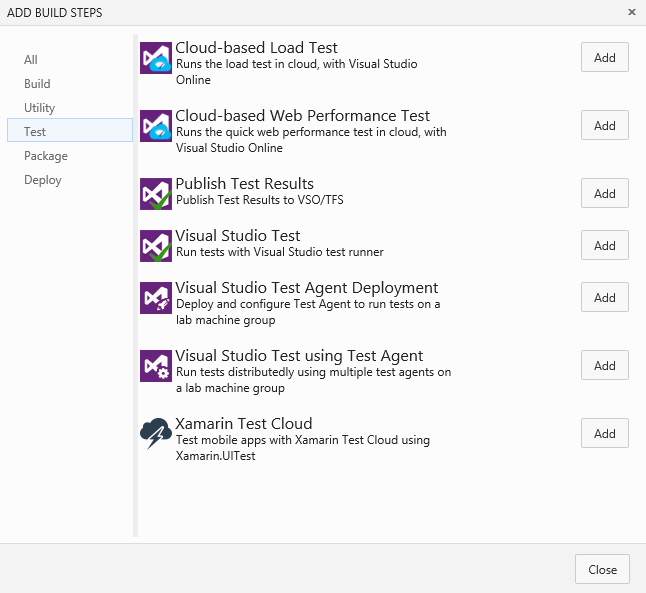 ADD BUILD STEPS
×
All
Build
Utility
Test
Package
Deploy
Cloud-based Load Test
Runs the load test in cloud, with Visual Studio
Online
Add
Cloud-based Web Performance Test
Runs the quick web performance test in cloud, with
Visual Studio Online
Add
Publish Test Results
Publish Test Results to VSO/TFS
Add
Visual Studio Test
Run tests with Visual Studio test runner
Add
Visual Studio Test Agent Deployment
Deploy and configure Test Agent to run tests on a
lab machine group
Add
Visual Studio Test using Test Agent
Run tests distributedly using multiple test agents on
a lab machine group
Add
Xamarin Test Cloud
Test mobile apps with Xamarin Test Cloud using
Xamarin.UITest
Add
Close